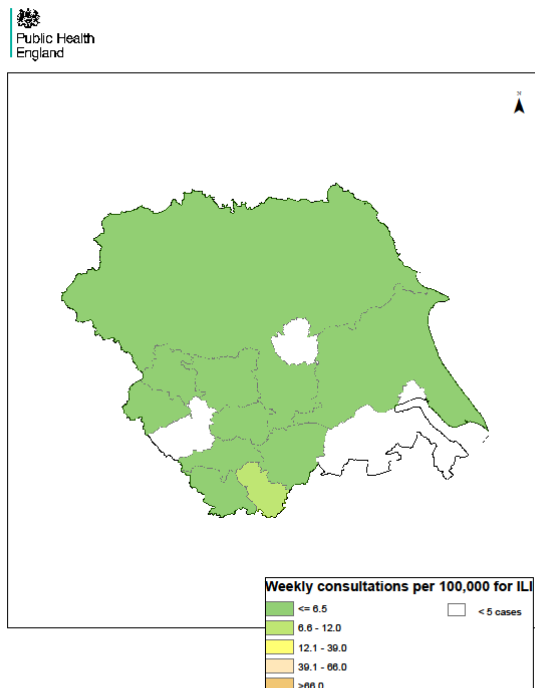 Public Health
England
N
Weekly consultations per 100,000 for ILI
<= 6.5
< 5 cases
6.6 - 12.0
12.1 - 39.0
39.1 - 66.0
>66.0